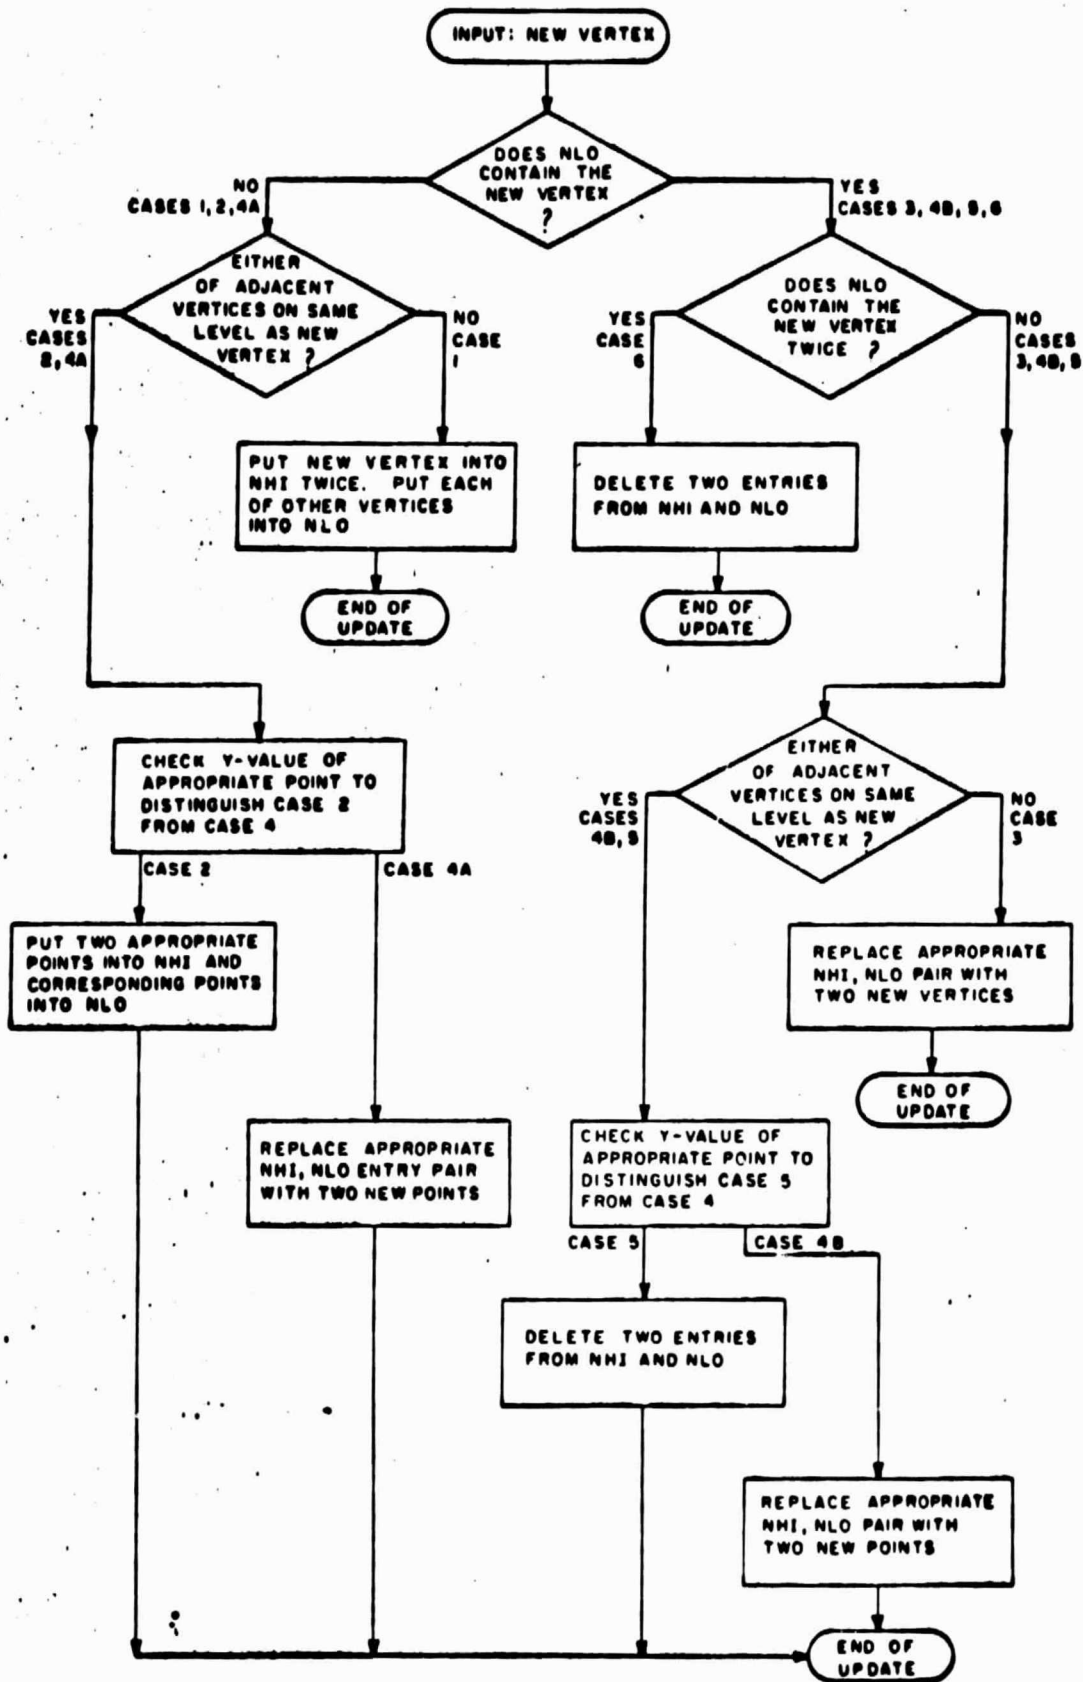 INPUT: NEW VERTEX
DOES NLO
CONTAIN THE
NEW VERTEX
?
NO
CASES 1, 2, 4A
YES
CASES 3, 4B, 5, 6
EITHER
OF ADJACENT
VERTICES ON SAME
LEVEL AS NEW
VERTEX ?
YES
CASES
2, 4A
NO
CASE
1
DOES NLO
CONTAIN THE
NEW VERTEX
TWICE ?
YES
CASE
6
NO
CASES
3, 4B, 5
PUT NEW VERTEX INTO
NHI TWICE. PUT EACH
OF OTHER VERTICES
INTO NLO
DELETE TWO ENTRIES
FROM NHI AND NLO
END OF
UPDATE
END OF
UPDATE
CHECK Y-VALUE OF
APPROPRIATE POINT TO
DISTINGUISH CASE 2
FROM CASE 4
CASE 2
CASE 4A
EITHER
OF ADJACENT
VERTICES ON SAME
LEVEL AS NEW
VERTEX ?
YES
CASES
4B, 5
NO
CASE
3
PUT TWO APPROPRIATE
POINTS INTO NHI AND
CORRESPONDING POINTS
INTO NLO
REPLACE APPROPRIATE
NHI, NLO PAIR WITH
TWO NEW VERTICES
END OF
UPDATE
REPLACE APPROPRIATE
NHI, NLO ENTRY PAIR
WITH TWO NEW POINTS
CHECK Y-VALUE OF
APPROPRIATE POINT TO
DISTINGUISH CASE 5
FROM CASE 4
CASE 5
CASE 4B
DELETE TWO ENTRIES
FROM NHI AND NLO
REPLACE APPROPRIATE
NHI, NLO PAIR WITH
TWO NEW POINTS
END OF
UPDATE